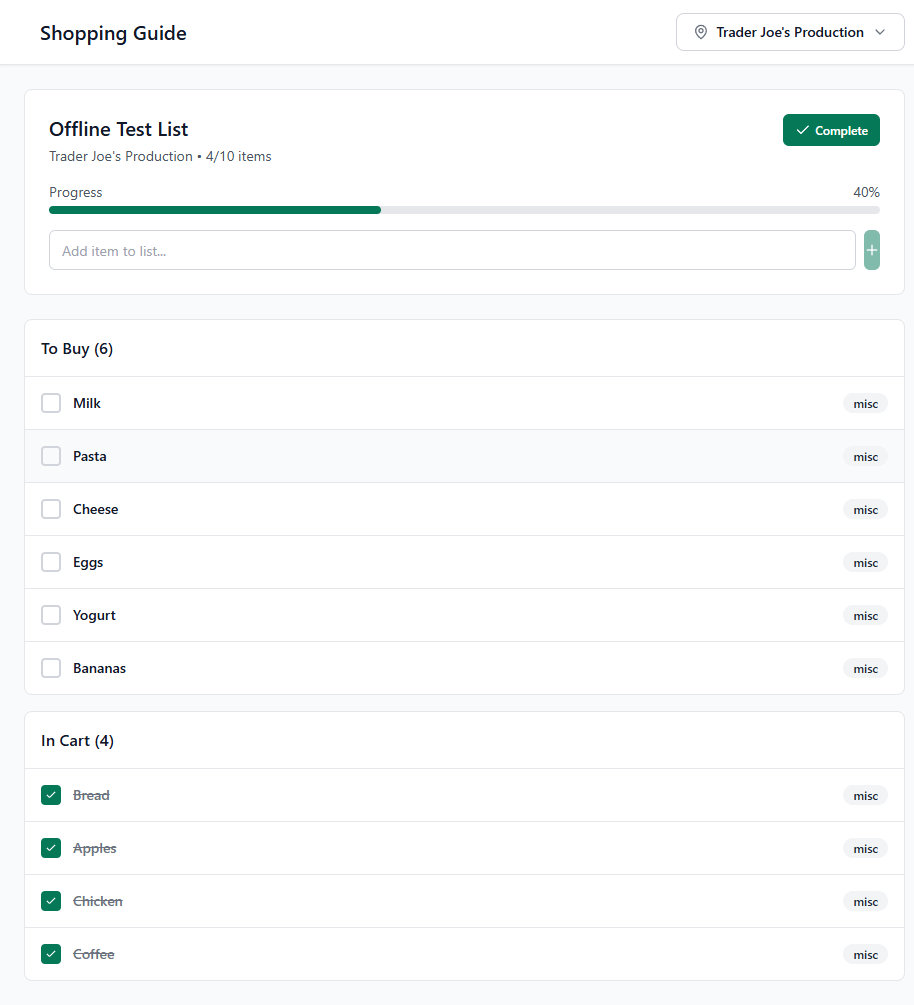 Shopping Guide
Trader Joe's Production
Offline Test List
Complete
Trader Joe's Production • 4/10 items
Progress
40%
Add item to list...
+
To Buy (6)
Milk
misc
Pasta
misc
Cheese
misc
Eggs
misc
Yogurt
misc
Bananas
misc
In Cart (4)
Bread
misc
Apples
misc
Chicken
misc
Coffee
misc